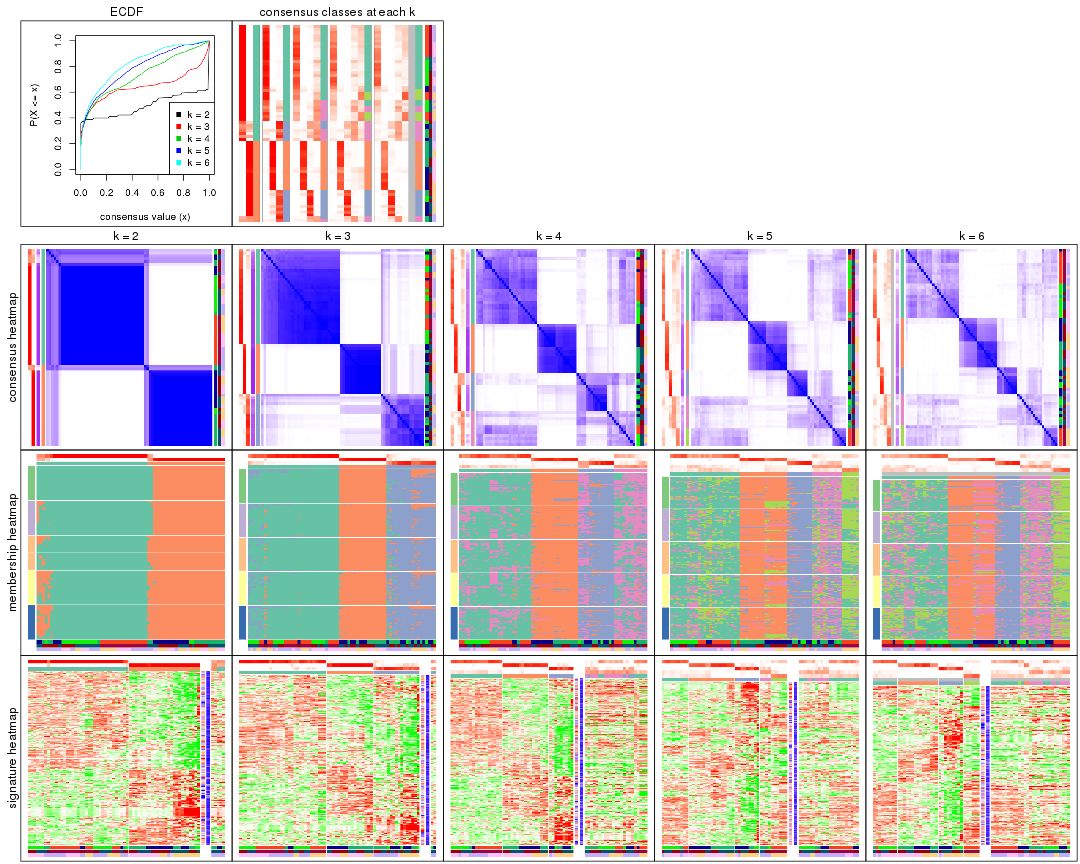 ECDF
consensus classes at each k
P(X <= x)
1.0
0.8
0.6
0.4
0.2
0.0
k = 2
k = 3
k = 4
k = 5
k = 6
0.0 0.2 0.4 0.6 0.8 1.0
consensus value (x)
k = 2 k = 3 k = 4 k = 5 k = 6
consensus heatmap
membership heatmap
signature heatmap